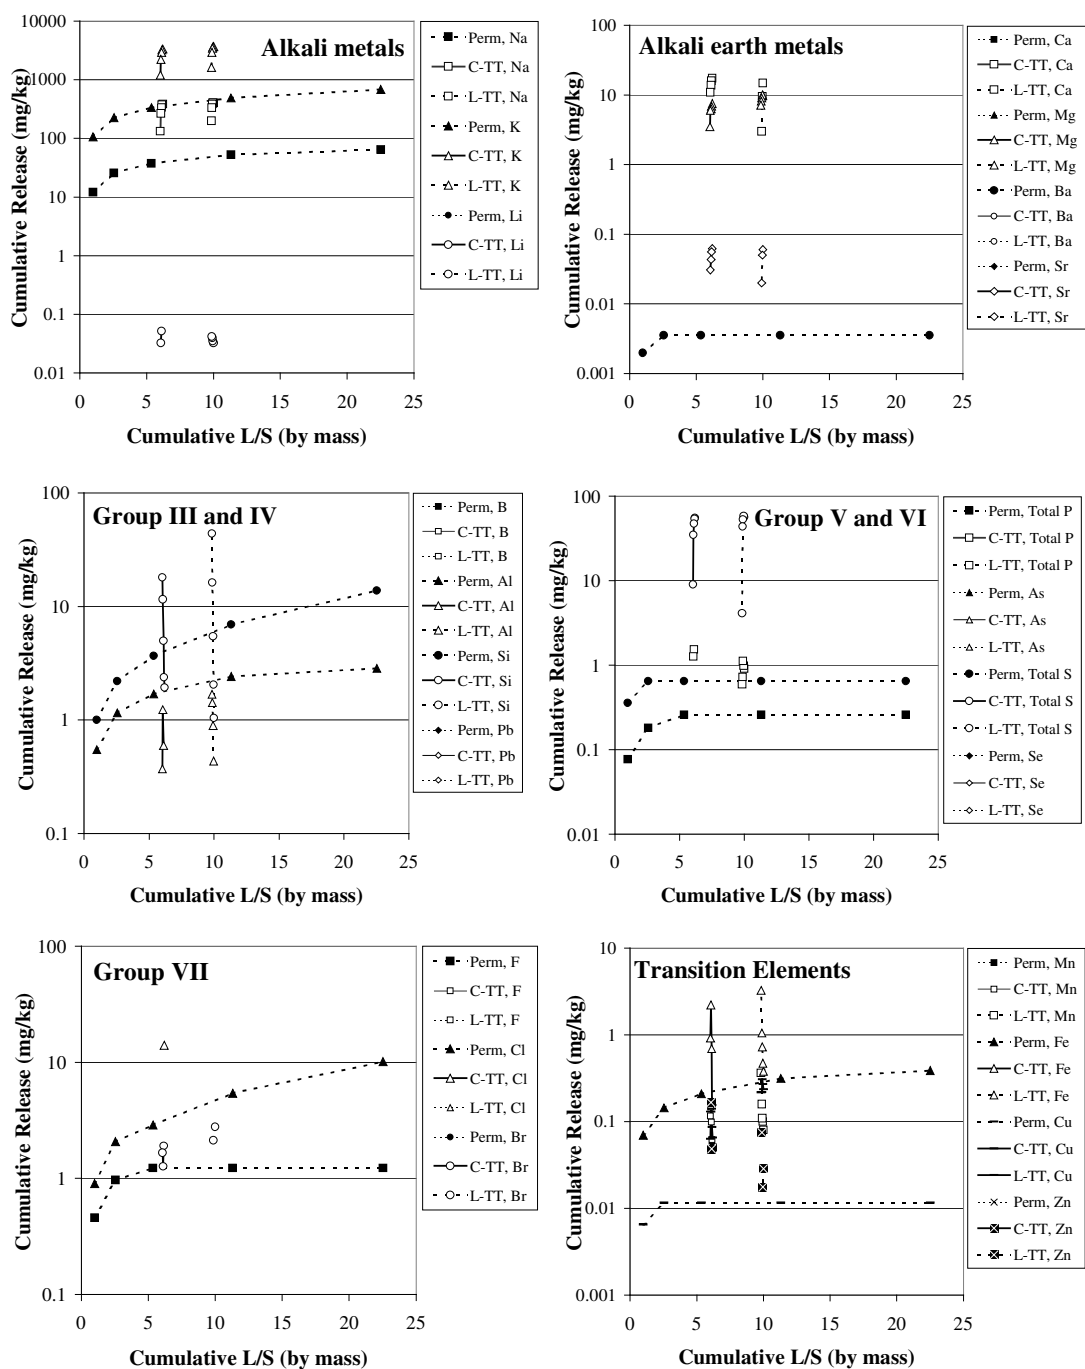 Alkali metals
Cumulative Release (mg/kg)
10000
1000
100
10
1
0.1
0.01
0 5 10 15 20 25
Cumulative L/S (by mass)
Perm, Na
C-TT, Na
L-TT, Na
Perm, K
C-TT, K
L-TT, K
Perm, Li
C-TT, Li
L-TT, Li
Alkali earth metals
Cumulative Release (mg/kg)
100
10
1
0.1
0.01
0.001
0 5 10 15 20 25
Cumulative L/S (by mass)
Perm, Ca
C-TT, Ca
L-TT, Ca
Perm, Mg
C-TT, Mg
L-TT, Mg
Perm, Ba
C-TT, Ba
L-TT, Ba
Perm, Sr
C-TT, Sr
L-TT, Sr
Group III and IV
Cumulative Release (mg/kg)
100
10
1
0.1
0 5 10 15 20 25
Cumulative L/S (by mass)
Perm, B
C-TT, B
L-TT, B
Perm, Al
C-TT, Al
L-TT, Al
Perm, Si
C-TT, Si
L-TT, Si
Perm, Pb
C-TT, Pb
L-TT, Pb
Group V and VI
Cumulative Release (mg/kg)
100
10
1
0.1
0.01
0 5 10 15 20 25
Cumulative L/S (by mass)
Perm, Total P
C-TT, Total P
L-TT, Total P
Perm, As
C-TT, As
L-TT, As
Perm, Total S
C-TT, Total S
L-TT, Total S
Perm, Se
C-TT, Se
L-TT, Se
Group VII
Cumulative Release (mg/kg)
100
10
1
0.1
0 5 10 15 20 25
Cumulative L/S (by mass)
Perm, F
C-TT, F
L-TT, F
Perm, Cl
C-TT, Cl
L-TT, Cl
Perm, Br
C-TT, Br
L-TT, Br
Transition Elements
Cumulative Release (mg/kg)
10
1
0.1
0.01
0.001
0 5 10 15 20 25
Cumulative L/S (by mass)
Perm, Mn
C-TT, Mn
L-TT, Mn
Perm, Fe
C-TT, Fe
L-TT, Fe
Perm, Cu
C-TT, Cu
L-TT, Cu
Perm, Zn
C-TT, Zn
L-TT, Zn